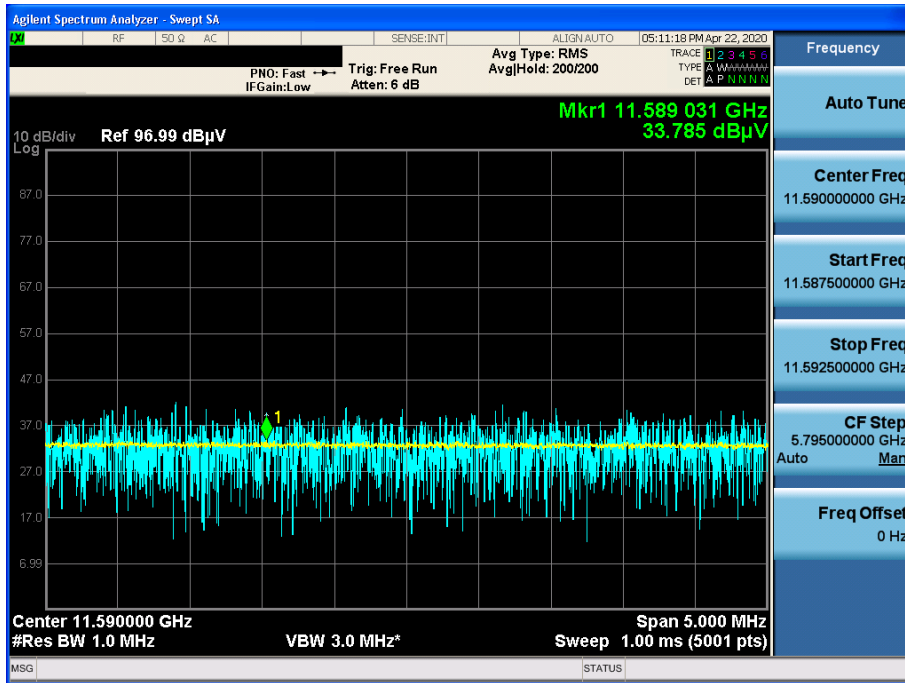 Agilent Spectrum Analyzer - Swept SA
LXI RF 50 Ω AC SENSE:INT ALIGNAUTO 05:11:18 PM Apr 22, 2020
PNO: Fast
IFGain:Low
Trig: Free Run
Atten: 6 dB
Avg Type: RMS
Avg|Hold: 200/200
TRACE 1 2 3 4 5 6
TYPE A WWWWW
DET A P N N N N
Mkr1 11.589 031 GHz
33.785 dBµV
10 dB/div Ref 96.99 dBµV
Log
87.0
77.0
67.0
57.0
47.0
37.0
27.0
17.0
6.99
1
Center 11.590000 GHz Span 5.000 MHz
#Res BW 1.0 MHz VBW 3.0 MHz* Sweep 1.00 ms (5001 pts)
MSG STATUS
Frequency
Auto Tune
Center Freq
11.590000000 GHz
Start Freq
11.587500000 GHz
Stop Freq
11.592500000 GHz
CF Step
5.795000000 GHz
Auto Man
Freq Offset
0 Hz